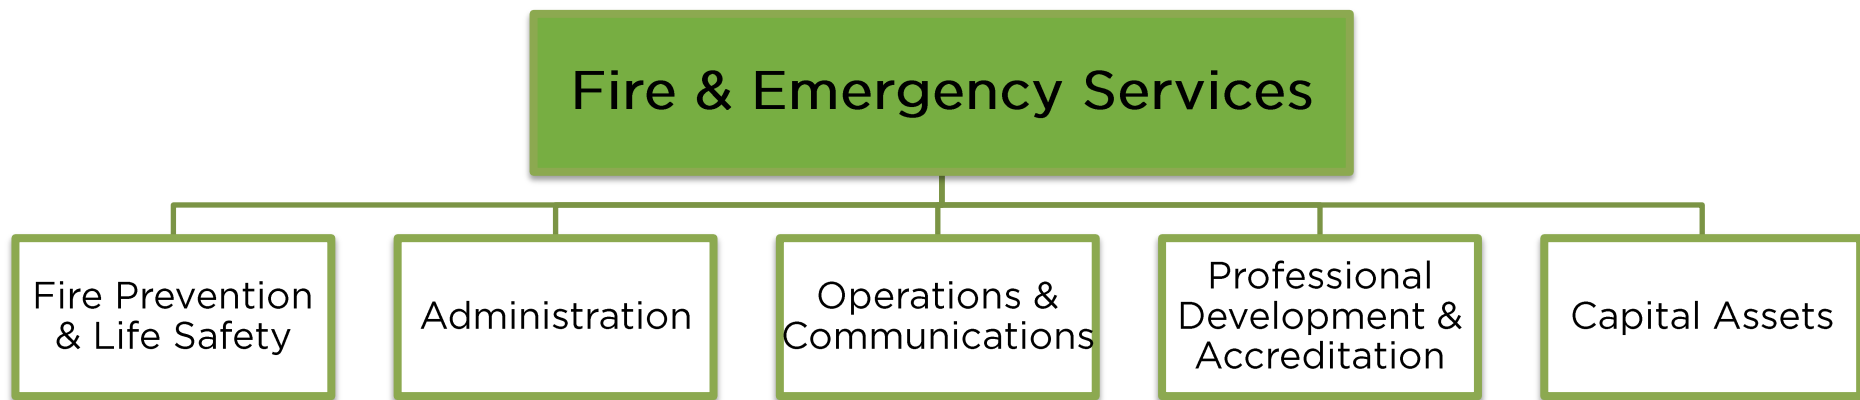 Fire & Emergency Services
Fire Prevention
& Life Safety
Administration
Operations &
Communications
Professional
Development &
Accreditation
Capital Assets